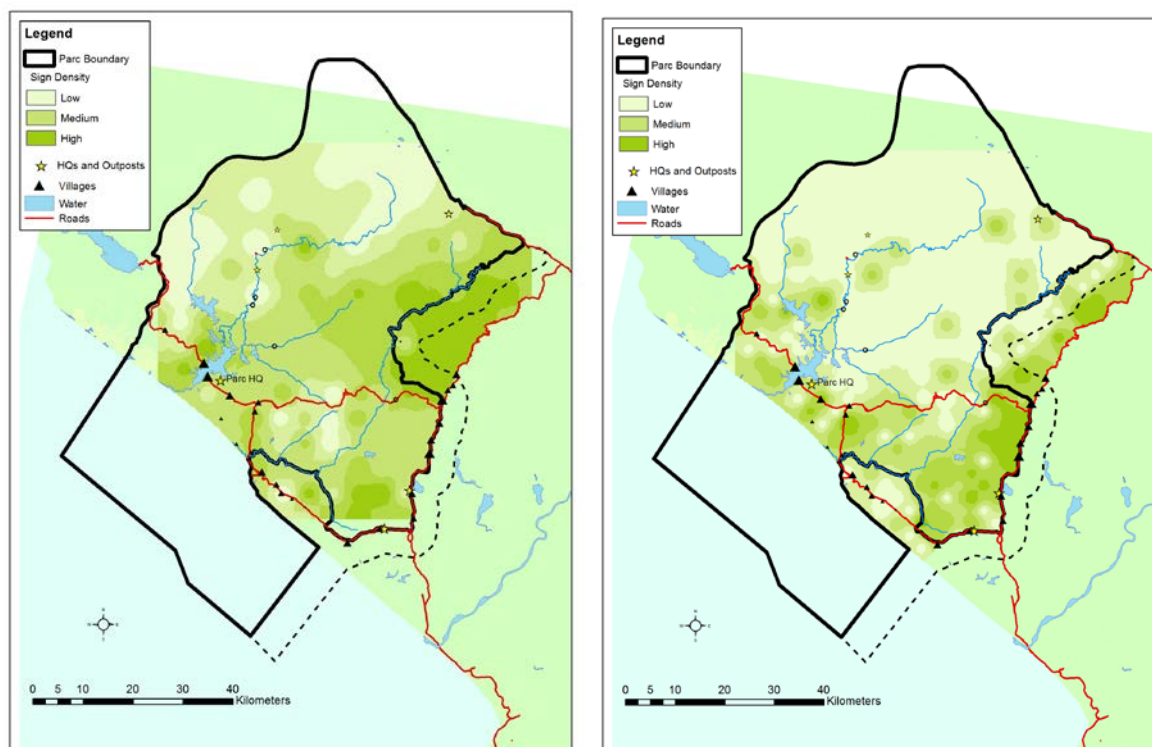 Legend
Parc Boundary
Sign Density
Low
Medium
High
HQs and Outposts
Villages
Water
Roads
Parc HQ
N
W E
S
0 5 10 20 30 40
Kilometers
Legend
Parc Boundary
Sign Density
Low
Medium
High
HQs and Outposts
Villages
Water
Roads
Parc HQ
N
W E
S
0 5 10 20 30 40
Kilometers